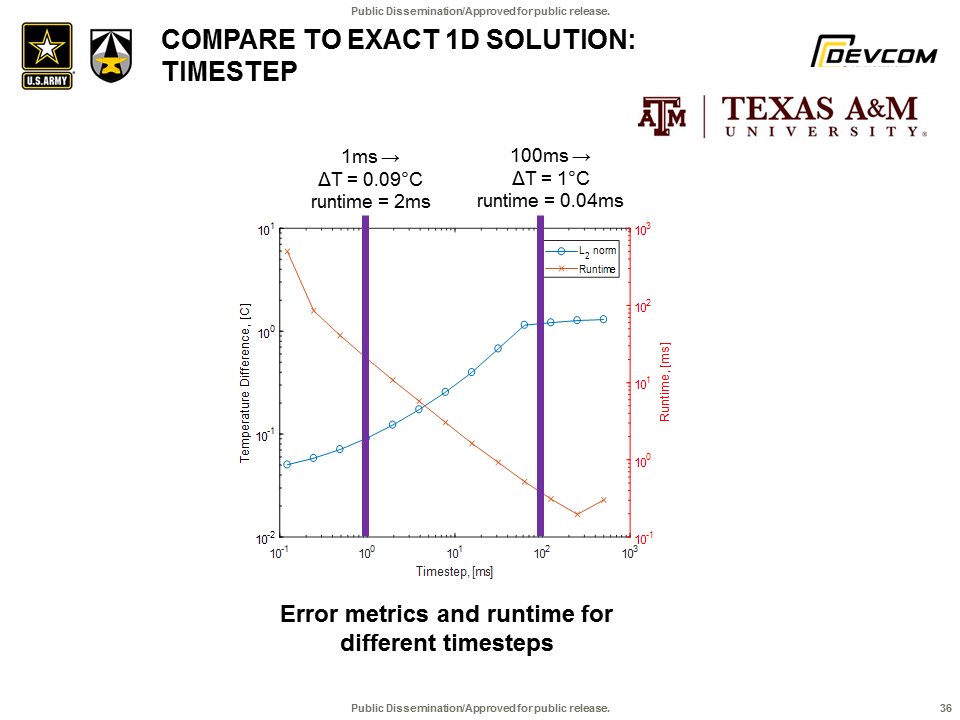 Public Dissemination/Approved for public release.
COMPARE TO EXACT 1D SOLUTION:
TIMESTEP
U.S.ARMY
DEVCOM
ATM
TEXAS A&M
UNIVERSITY
1ms →
ΔT = 0.09°C
runtime = 2ms
100ms →
ΔT = 1°C
runtime = 0.04ms
10^1
10^0
10^-1
10^-2
Temperature Difference, [C]
L2 norm
Runtime
10^3
10^2
10^1
10^0
10^-1
Runtime, [ms]
10^-1 10^0 10^1 10^2 10^3
Timestep, [ms]
Error metrics and runtime for
different timesteps
Public Dissemination/Approved for public release.
36